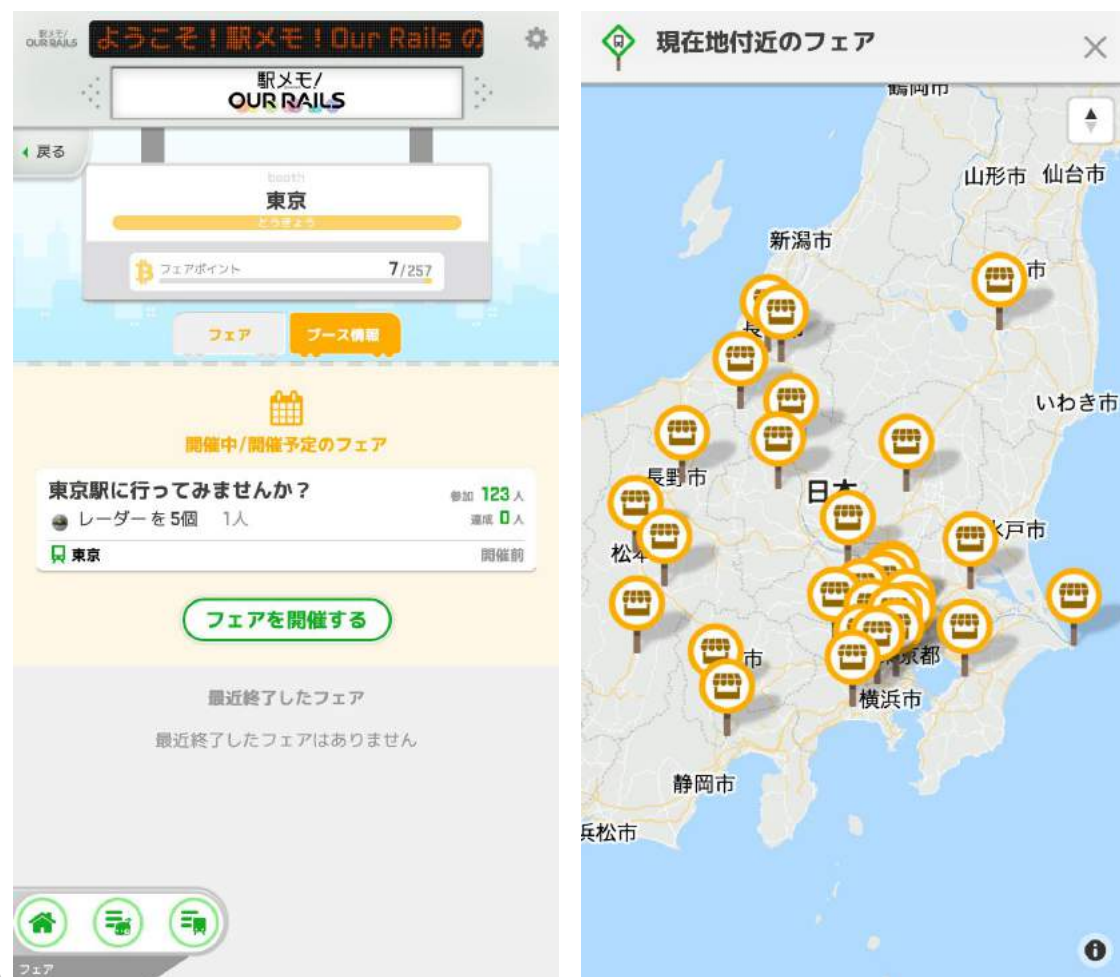 駅メモ!
OUR RAILS
ようこそ！駅メモ！Our Rails の
駅メモ!
OUR RAILS
戻る
booth
東京
とうきょう
フェアポイント 7/257
フェア
ブース情報
開催中/開催予定のフェア
東京駅に行ってみませんか？
参加 123 人
レーダー を 5個 1人
達成 0 人
東京
開催前
フェアを開催する
最近終了したフェア
最近終了したフェアはありません
フェア
現在地付近のフェア
鶴岡市
山形市
仙台市
新潟市
市
長
いわき市
長野市
日本
水戸市
松本
市
東京都
横浜市
静岡市
浜松市